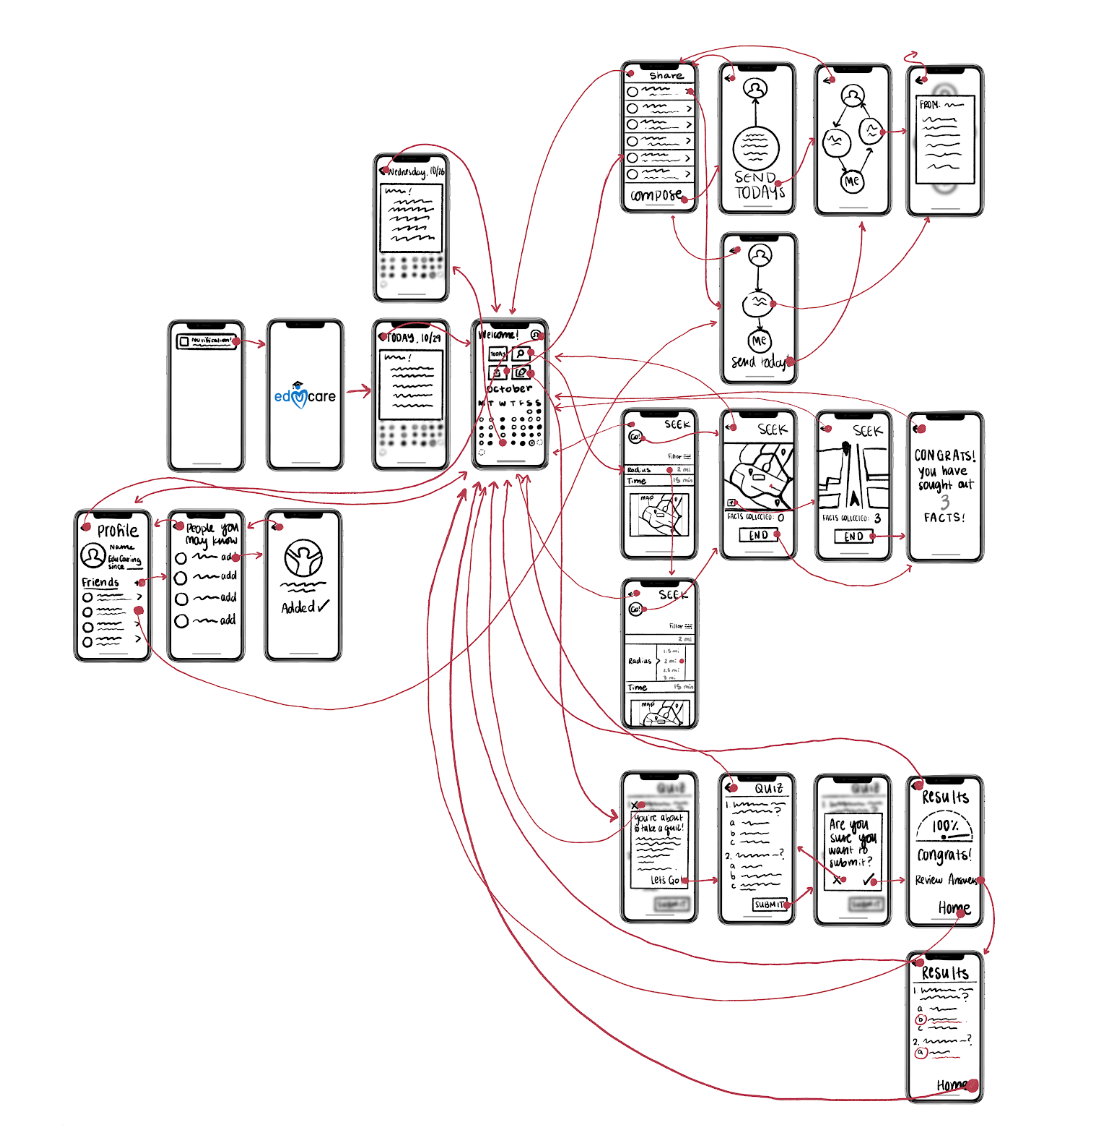 Share
compose
SEND
TODAYS
ME
FROM:
Wednesday, 10/26
ME
send today
Notification!
educare
TODAY, 10/29
Welcome!
TODAY
October
M T W T F S S
SEEK
GO!
Filter
Radius 2 mi
Time 15 min
map
SEEK
FACTS COLLECTED: 0
END
SEEK
FACTS COLLECTED: 3
END
CONGRATS!
you have
sought out
3
FACTS!
Profile
Name
Educaring
since
Friends +
People you
may know
add
add
add
add
Added ✓
SEEK
GO!
Filter
2 mi
1.5 mi
Radius > 2 mi
2.5 mi
3 mi
Time 15 min
map
QUIZ
X
You're about
to take a quiz!
Let's Go!
Submit
QUIZ
1. ?
a
b
c
2. ?
a
b
c
SUBMIT
QUIZ
Are you
sure you
want to
submit?
X ✓
Submit
Results
100%
Congrats!
Review Answers
Home
Results
1. ?
a
b
c
2. ?
a
Home